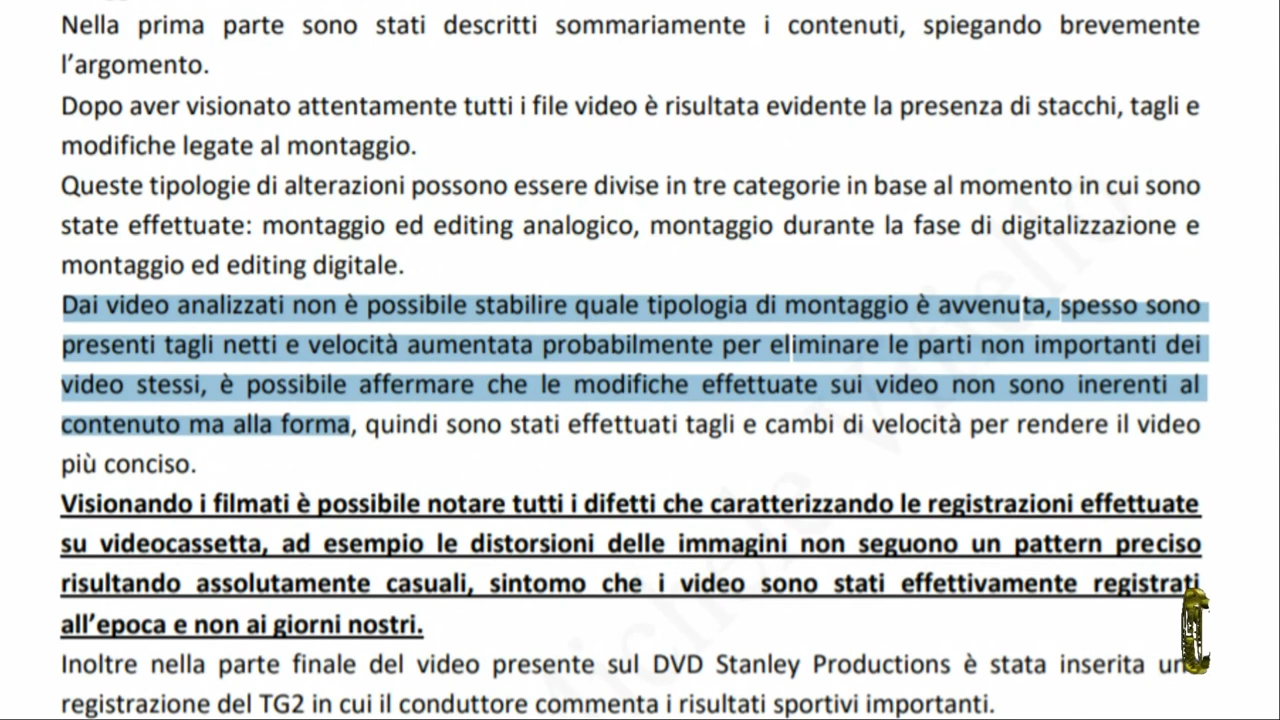 Nella prima parte sono stati descritti sommariamente i contenuti, spiegando brevemente
l'argomento.
Dopo aver visionato attentamente tutti i file video è risultata evidente la presenza di stacchi, tagli e
modifiche legate al montaggio.
Queste tipologie di alterazioni possono essere divise in tre categorie in base al momento in cui sono
state effettuate: montaggio ed editing analogico, montaggio durante la fase di digitalizzazione e
montaggio ed editing digitale.
Dai video analizzati non è possibile stabilire quale tipologia di montaggio è avvenuta, spesso sono
presenti tagli netti e velocità aumentata probabilmente per eliminare le parti non importanti dei
video stessi, è possibile affermare che le modifiche effettuate sui video non sono inerenti al
contenuto ma alla forma, quindi sono stati effettuati tagli e cambi di velocità per rendere il video
più conciso.
Visionando i filmati è possibile notare tutti i difetti che caratterizzando le registrazioni effettuate
su videocassetta, ad esempio le distorsioni delle immagini non seguono un pattern preciso
risultando assolutamente casuali, sintomo che i video sono stati effettivamente registrati
all'epoca e non ai giorni nostri.
Inoltre nella parte finale del video presente sul DVD Stanley Productions è stata inserita
registrazione del TG2 in cui il conduttore commenta i risultati sportivi importanti.